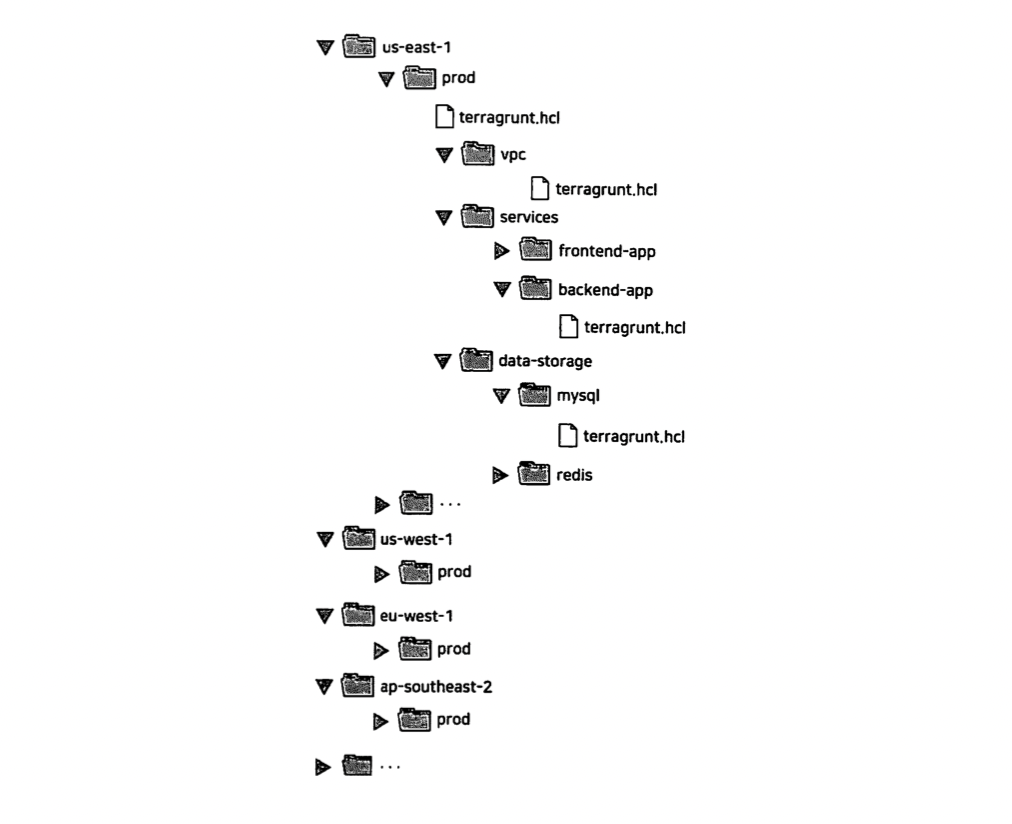 us-east-1
prod
terragrunt.hcl
vpc
terragrunt.hcl
services
frontend-app
backend-app
terragrunt.hcl
data-storage
mysql
terragrunt.hcl
redis
...
us-west-1
prod
eu-west-1
prod
ap-southeast-2
prod
...